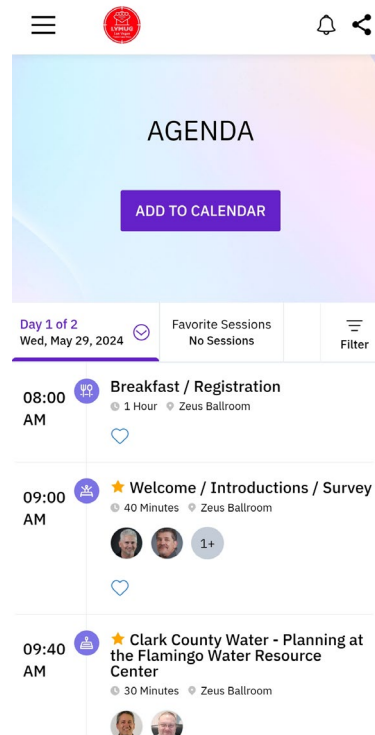 LVMUG
AGENDA
ADD TO CALENDAR
Day 1 of 2
Wed, May 29, 2024
Favorite Sessions
No Sessions
Filter
08:00
AM
Breakfast / Registration
1 Hour Zeus Ballroom
09:00
AM
Welcome / Introductions / Survey
40 Minutes Zeus Ballroom
1+
09:40
AM
Clark County Water - Planning at
the Flamingo Water Resource
Center
30 Minutes Zeus Ballroom